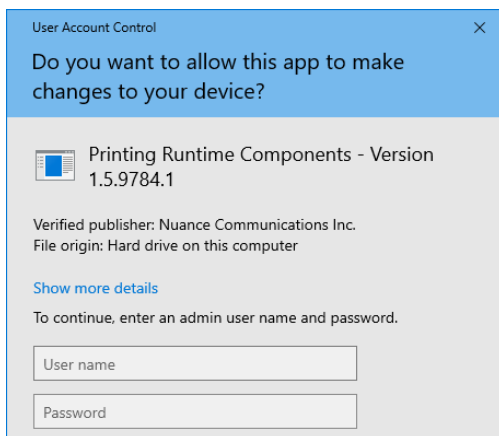 User Account Control
Do you want to allow this app to make
changes to your device?
Printing Runtime Components - Version
1.5.9784.1
Verified publisher: Nuance Communications Inc.
File origin: Hard drive on this computer
Show more details
To continue, enter an admin user name and password.
User name
Password